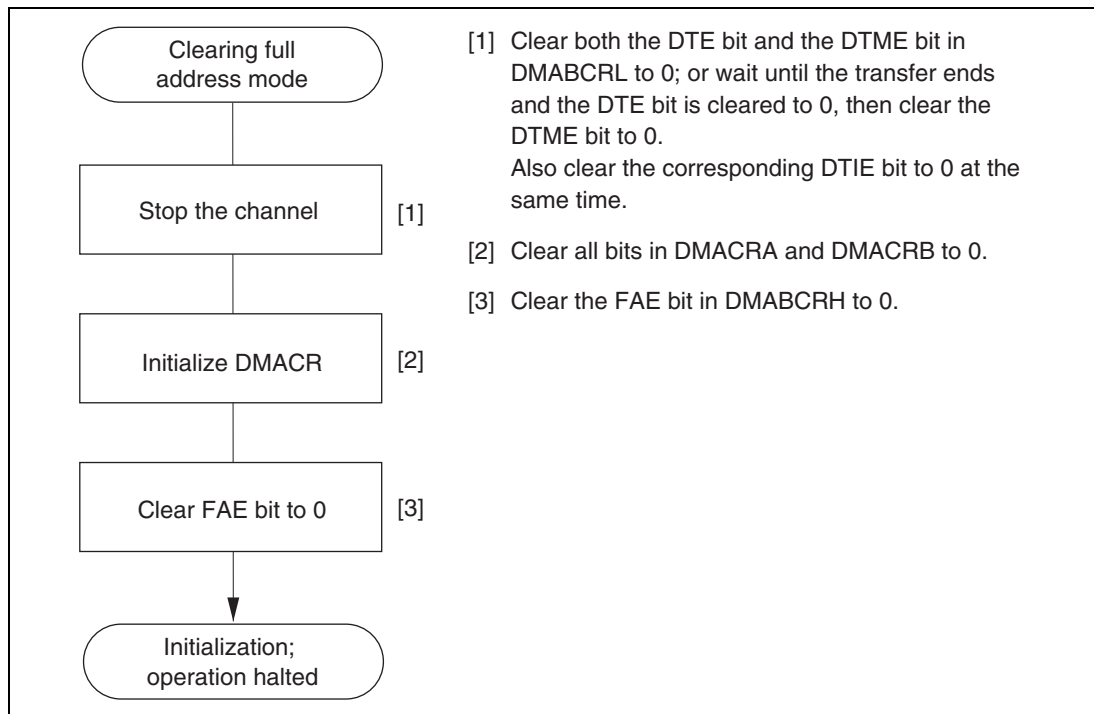 Clearing full
address mode
Stop the channel
[1]
Initialize DMACR
[2]
Clear FAE bit to 0
[3]
Initialization;
operation halted
[1] Clear both the DTE bit and the DTME bit in
DMABCRL to 0; or wait until the transfer ends
and the DTE bit is cleared to 0, then clear the
DTME bit to 0.
Also clear the corresponding DTIE bit to 0 at the
same time.
[2] Clear all bits in DMACRA and DMACRB to 0.
[3] Clear the FAE bit in DMABCRH to 0.